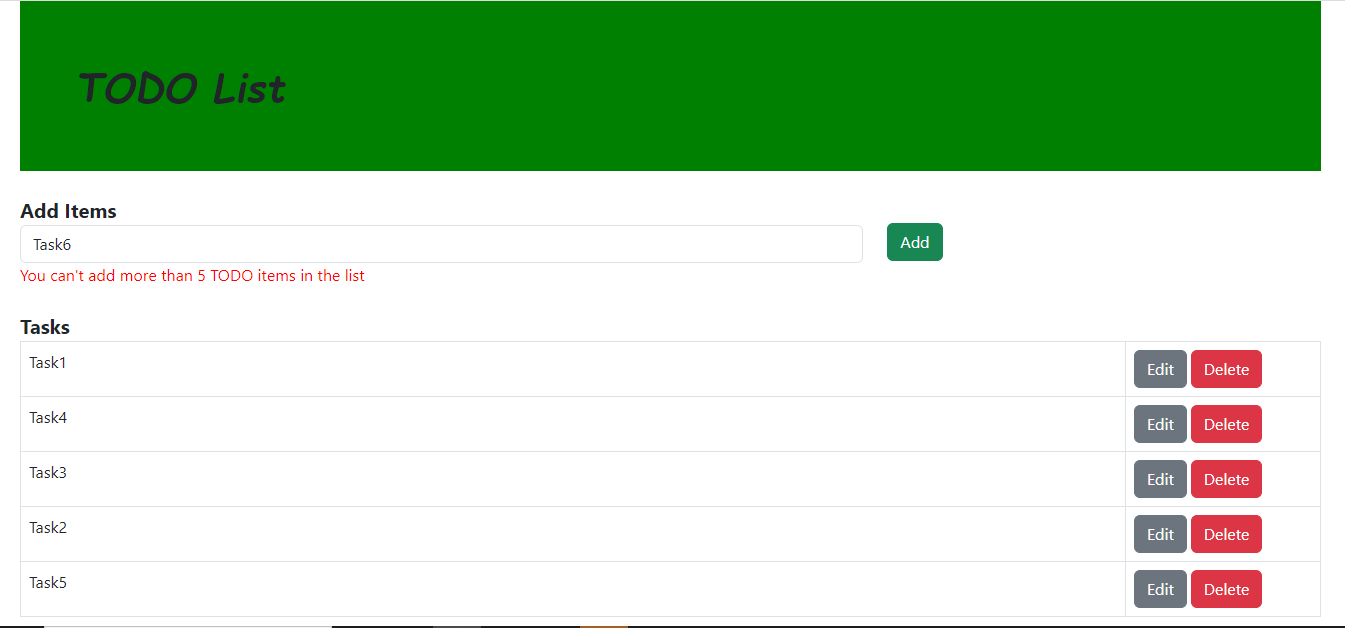 TODO List
Add Items
Task6 Add
You can't add more than 5 TODO items in the list
Tasks
Task1 Edit Delete
Task4 Edit Delete
Task3 Edit Delete
Task2 Edit Delete
Task5 Edit Delete